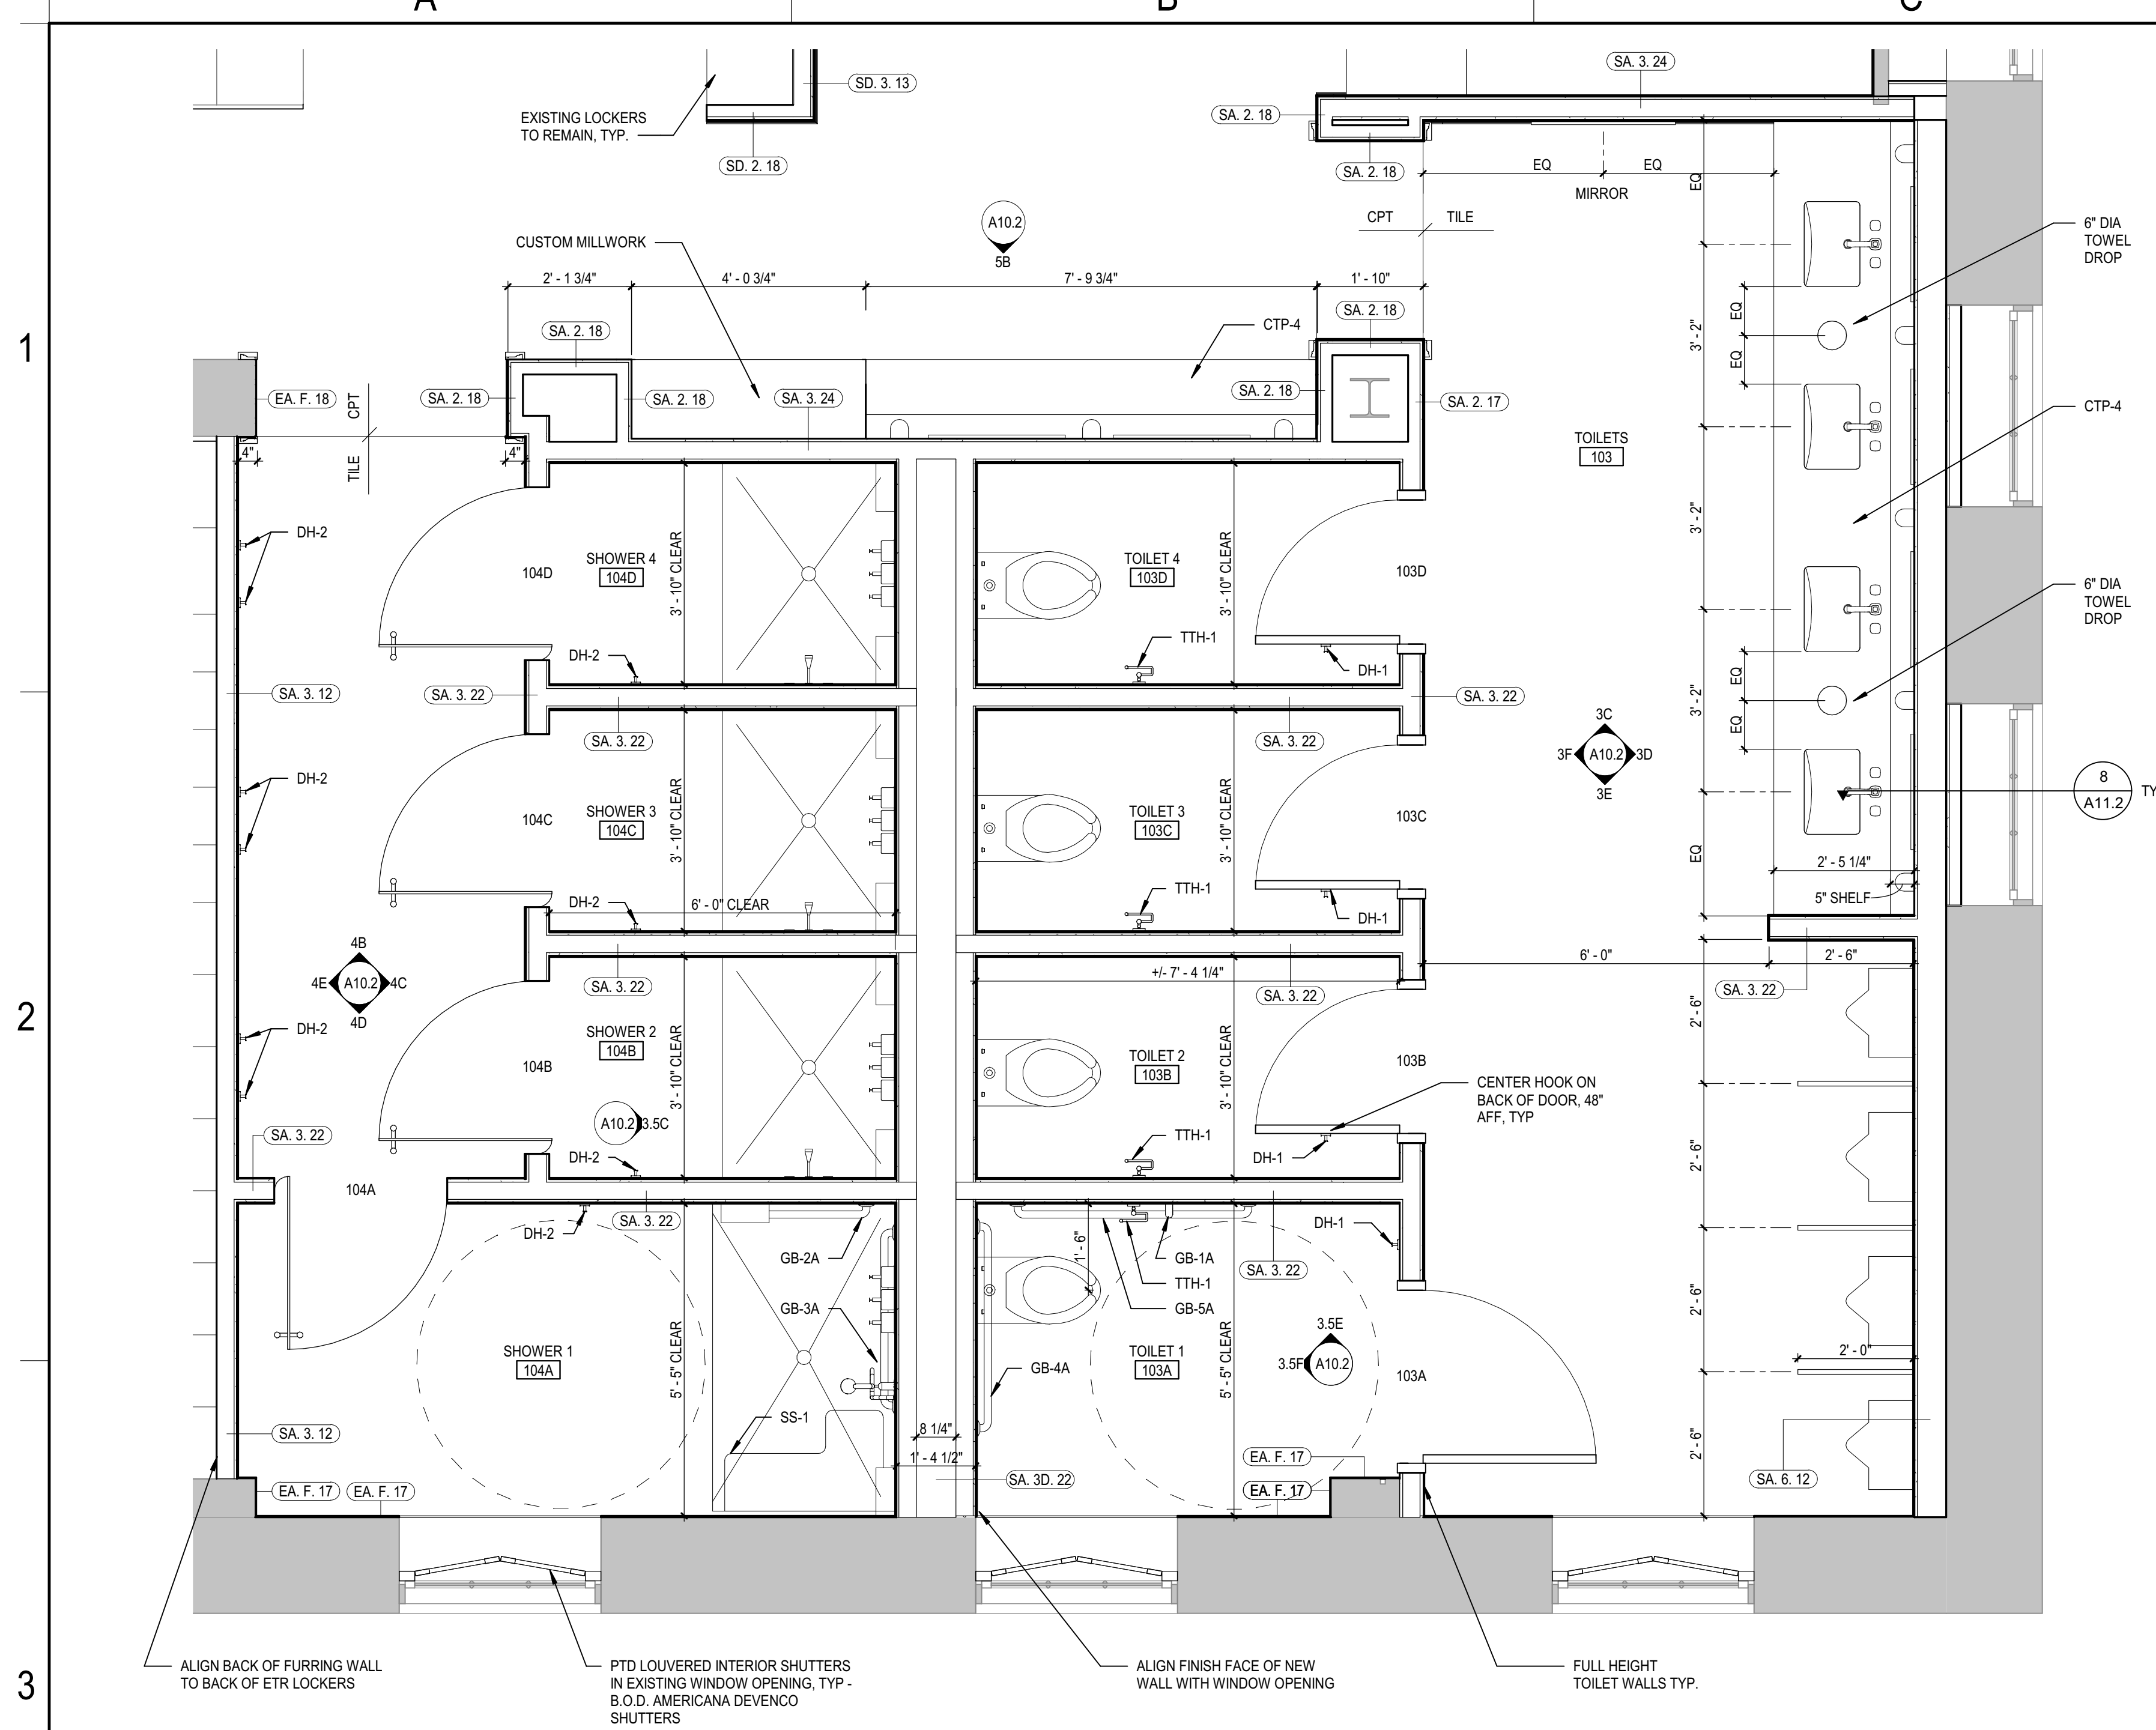 A
B
C
1
2
3
EXISTING LOCKERS
TO REMAIN, TYP.
SD. 3. 13
SD. 2. 18
SA. 2. 18
SA. 3. 24
SA. 2. 18
EQ
EQ
MIRROR
EQ
CPT
TILE
A10.2
5B
CUSTOM MILLWORK
2' - 1 3/4"
4' - 0 3/4"
7' - 9 3/4"
1' - 10"
CTP-4
SA. 2. 18
SA. 2. 18
SA. 2. 18
SA. 3. 24
SA. 2. 18
SA. 2. 18
SA. 2. 17
EA. F. 18
CPT
TILE
4"
4"
6" DIA
TOWEL
DROP
EQ
EQ
3' - 2"
CTP-4
TOILETS
103
3' - 2"
6" DIA
TOWEL
DROP
EQ
EQ
3' - 2"
EQ
DH-2
104D
SHOWER 4
104D
3' - 10" CLEAR
DH-2
TOILET 4
103D
3' - 10" CLEAR
TTH-1
DH-1
103D
SA. 3. 12
SA. 3. 22
SA. 3. 22
SA. 3. 22
SA. 3. 22
3C
3F
A10.2
3D
3E
8
A11.2
TY
DH-2
104C
SHOWER 3
104C
3' - 10" CLEAR
DH-2
6' - 0" CLEAR
TOILET 3
103C
3' - 10" CLEAR
TTH-1
DH-1
103C
2' - 5 1/4"
5" SHELF
6' - 0"
2' - 6"
SA. 3. 22
4B
4E
A10.2
4C
4D
SA. 3. 22
+/- 7' - 4 1/4"
SA. 3. 22
2' - 6"
DH-2
104B
SHOWER 2
104B
3' - 10" CLEAR
A10.2
3.5C
DH-2
TOILET 2
103B
3' - 10" CLEAR
TTH-1
DH-1
103B
CENTER HOOK ON
BACK OF DOOR, 48"
AFF, TYP
2' - 6"
SA. 3. 22
104A
SA. 3. 22
DH-2
GB-2A
GB-3A
1' - 6"
GB-1A
TTH-1
GB-5A
DH-1
SA. 3. 22
2' - 6"
SHOWER 1
104A
5' - 5" CLEAR
SS-1
GB-4A
TOILET 1
103A
5' - 5" CLEAR
3.5E
3.5F
A10.2
103A
2' - 0"
2' - 6"
SA. 3. 12
EA. F. 17
EA. F. 17
8 1/4"
1' - 4 1/2"
SA. 3D. 22
EA. F. 17
EA. F. 17
SA. 6. 12
ALIGN BACK OF FURRING WALL
TO BACK OF ETR LOCKERS
PTD LOUVERED INTERIOR SHUTTERS
IN EXISTING WINDOW OPENING, TYP -
B.O.D. AMERICANA DEVENCO
SHUTTERS
ALIGN FINISH FACE OF NEW
WALL WITH WINDOW OPENING
FULL HEIGHT
TOILET WALLS TYP.